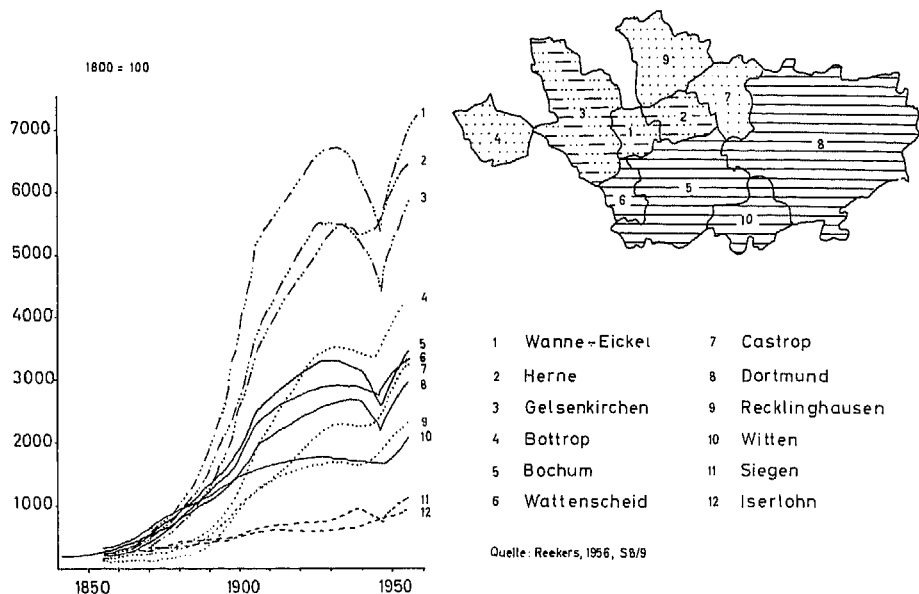 1800 = 100
7000
6000
5000
4000
3000
2000
1000
1850
1900
1950
1
2
3
4
5
6
7
8
9
10
11
12
9
7
3
2
4
1
8
5
6
10
1 Wanne-Eickel
2 Herne
3 Gelsenkirchen
4 Bottrop
5 Bochum
6 Wattenscheid
7 Castrop
8 Dortmund
9 Recklinghausen
10 Witten
11 Siegen
12 Iserlohn
Quelle: Reekers, 1956, S8/9